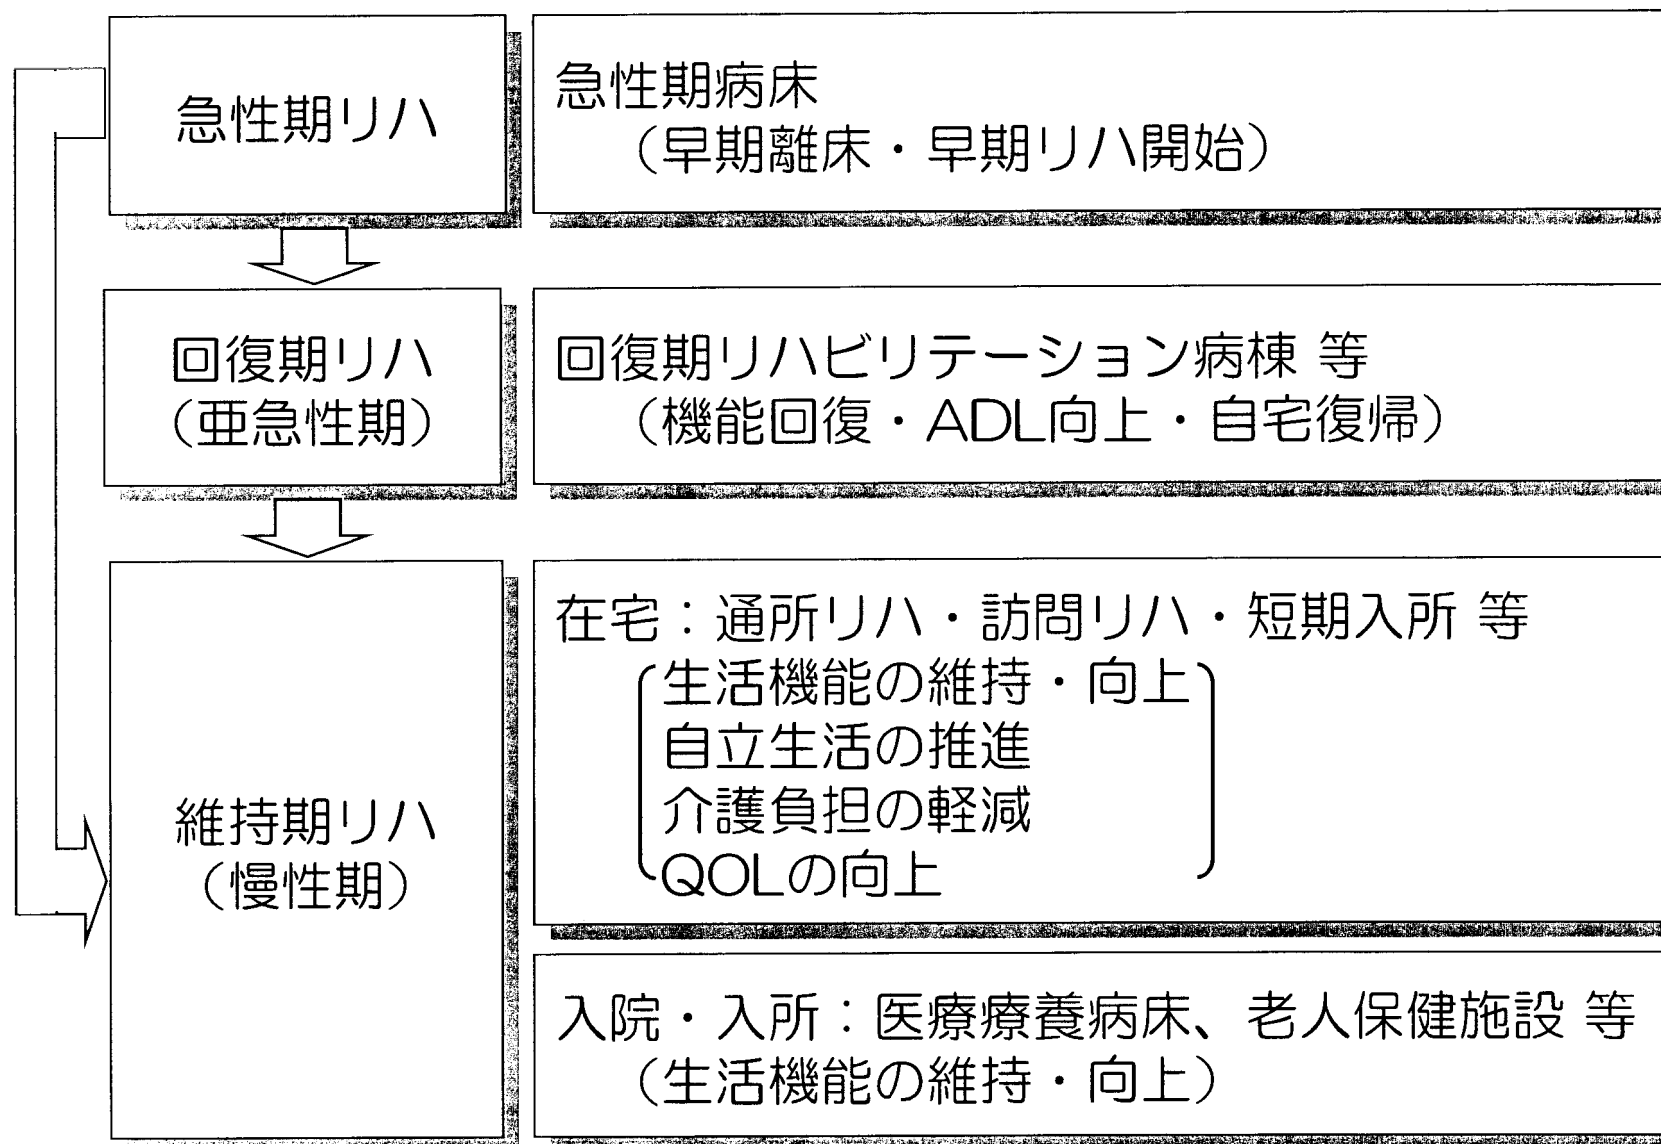 急性期リハ
急性期病床
（早期離床・早期リハ開始）
回復期リハ
（亜急性期）
回復期リハビリテーション病棟 等
（機能回復・ADL向上・自宅復帰）
維持期リハ
（慢性期）
在宅：通所リハ・訪問リハ・短期入所 等
生活機能の維持・向上
自立生活の推進
介護負担の軽減
QOLの向上
入院・入所：医療療養病床、老人保健施設 等
（生活機能の維持・向上）